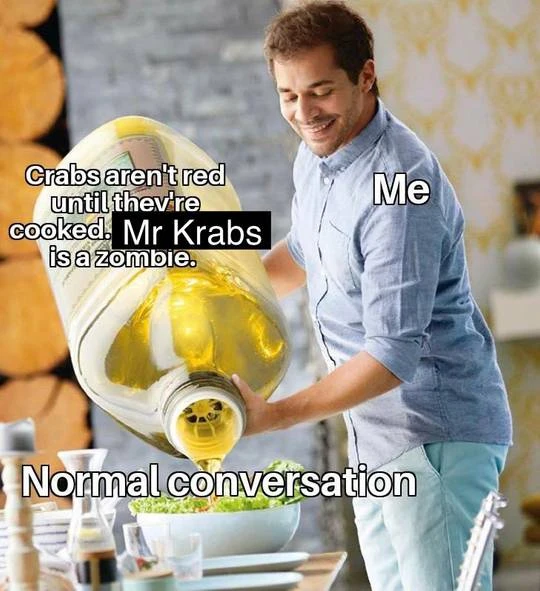 Crabs aren't red
until they're
cooked. Mr Krabs
is a zombie.
Me
Normal conversation